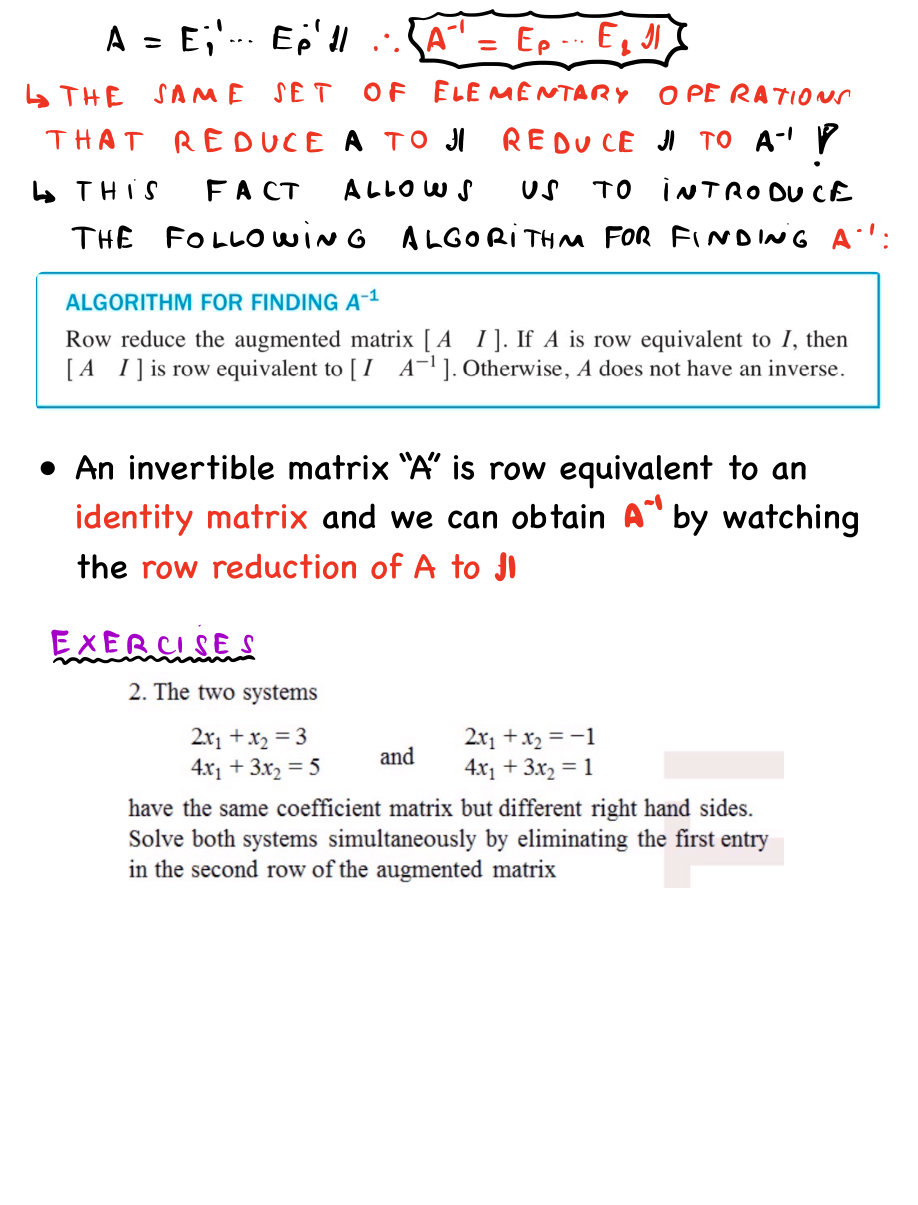 A = E₁⁻¹ ... Eₚ⁻¹ 𝕀 ∴ A⁻¹ = Eₚ ... E₁ 𝕀
↳ THE SAME SET OF ELEMENTARY OPERATIONS
THAT REDUCE A TO 𝕀 REDUCE 𝕀 TO A⁻¹ !
↳ THIS FACT ALLOWS US TO INTRODUCE
THE FOLLOWING ALGORITHM FOR FINDING A⁻¹:
ALGORITHM FOR FINDING A⁻¹
Row reduce the augmented matrix [ A I ]. If A is row equivalent to I, then
[ A I ] is row equivalent to [ I A⁻¹ ]. Otherwise, A does not have an inverse.
• An invertible matrix “A” is row equivalent to an
identity matrix and we can obtain A⁻¹ by watching
the row reduction of A to 𝕀
EXERCISES
2. The two systems
2x₁ + x₂ = 3 2x₁ + x₂ = −1
and
4x₁ + 3x₂ = 5 4x₁ + 3x₂ = 1
have the same coefficient matrix but different right hand sides.
Solve both systems simultaneously by eliminating the first entry
in the second row of the augmented matrix